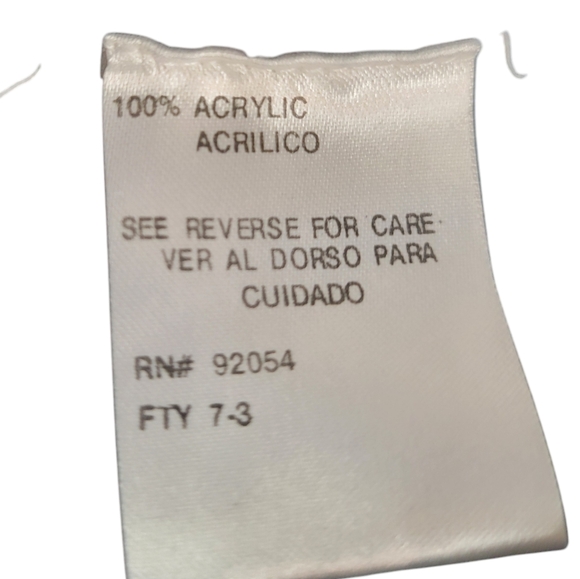 100% ACRYLIC
ACRILICO
SEE REVERSE FOR CARE
VER AL DORSO PARA
CUIDADO
RN# 92054
FTY 7-3